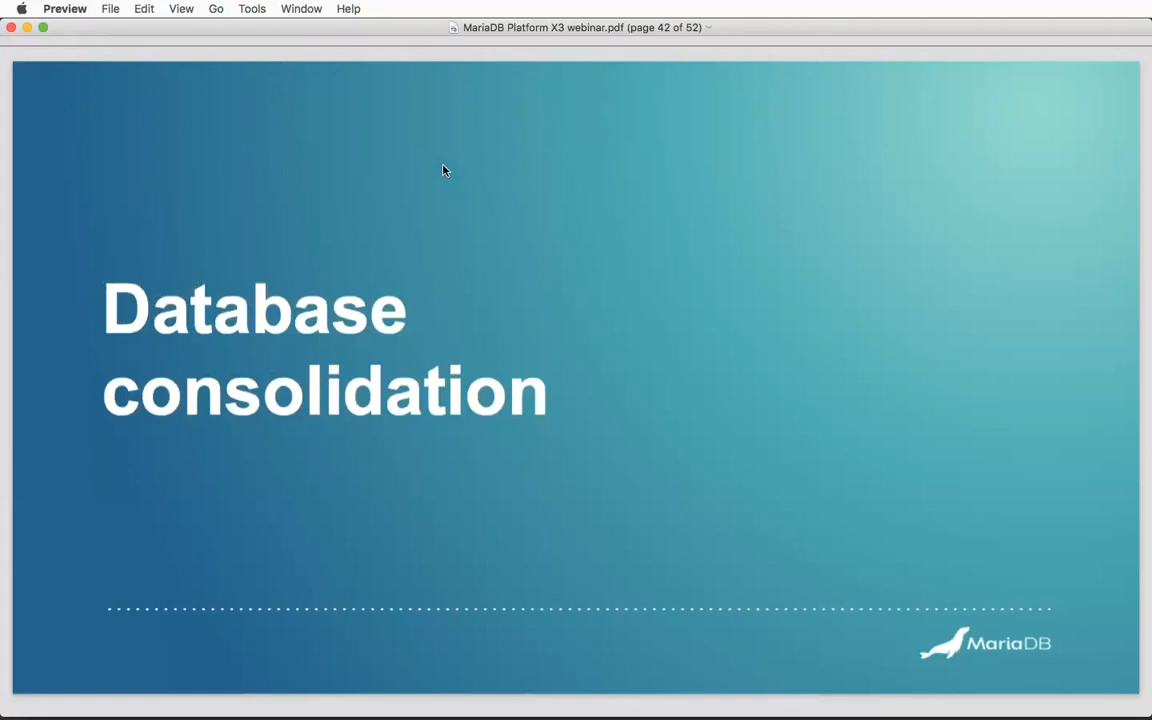 Preview File Edit View Go Tools Window Help
MariaDB Platform X3 webinar.pdf (page 42 of 52)
Database
consolidation
MariaDB